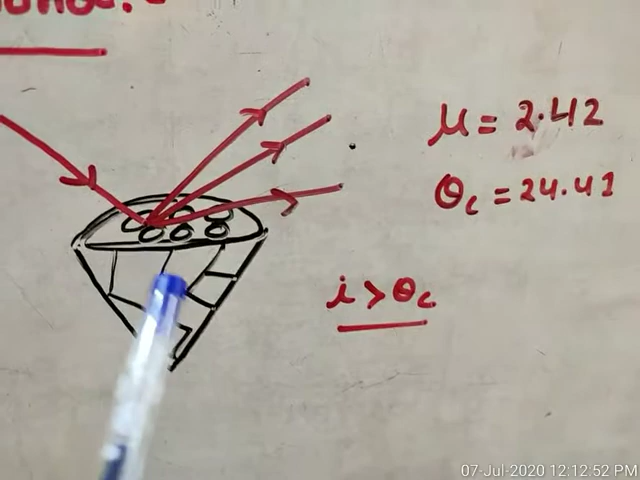 μ = 2.42
θc = 24.41
i > θc
07-Jul-2020 12:12:52 PM